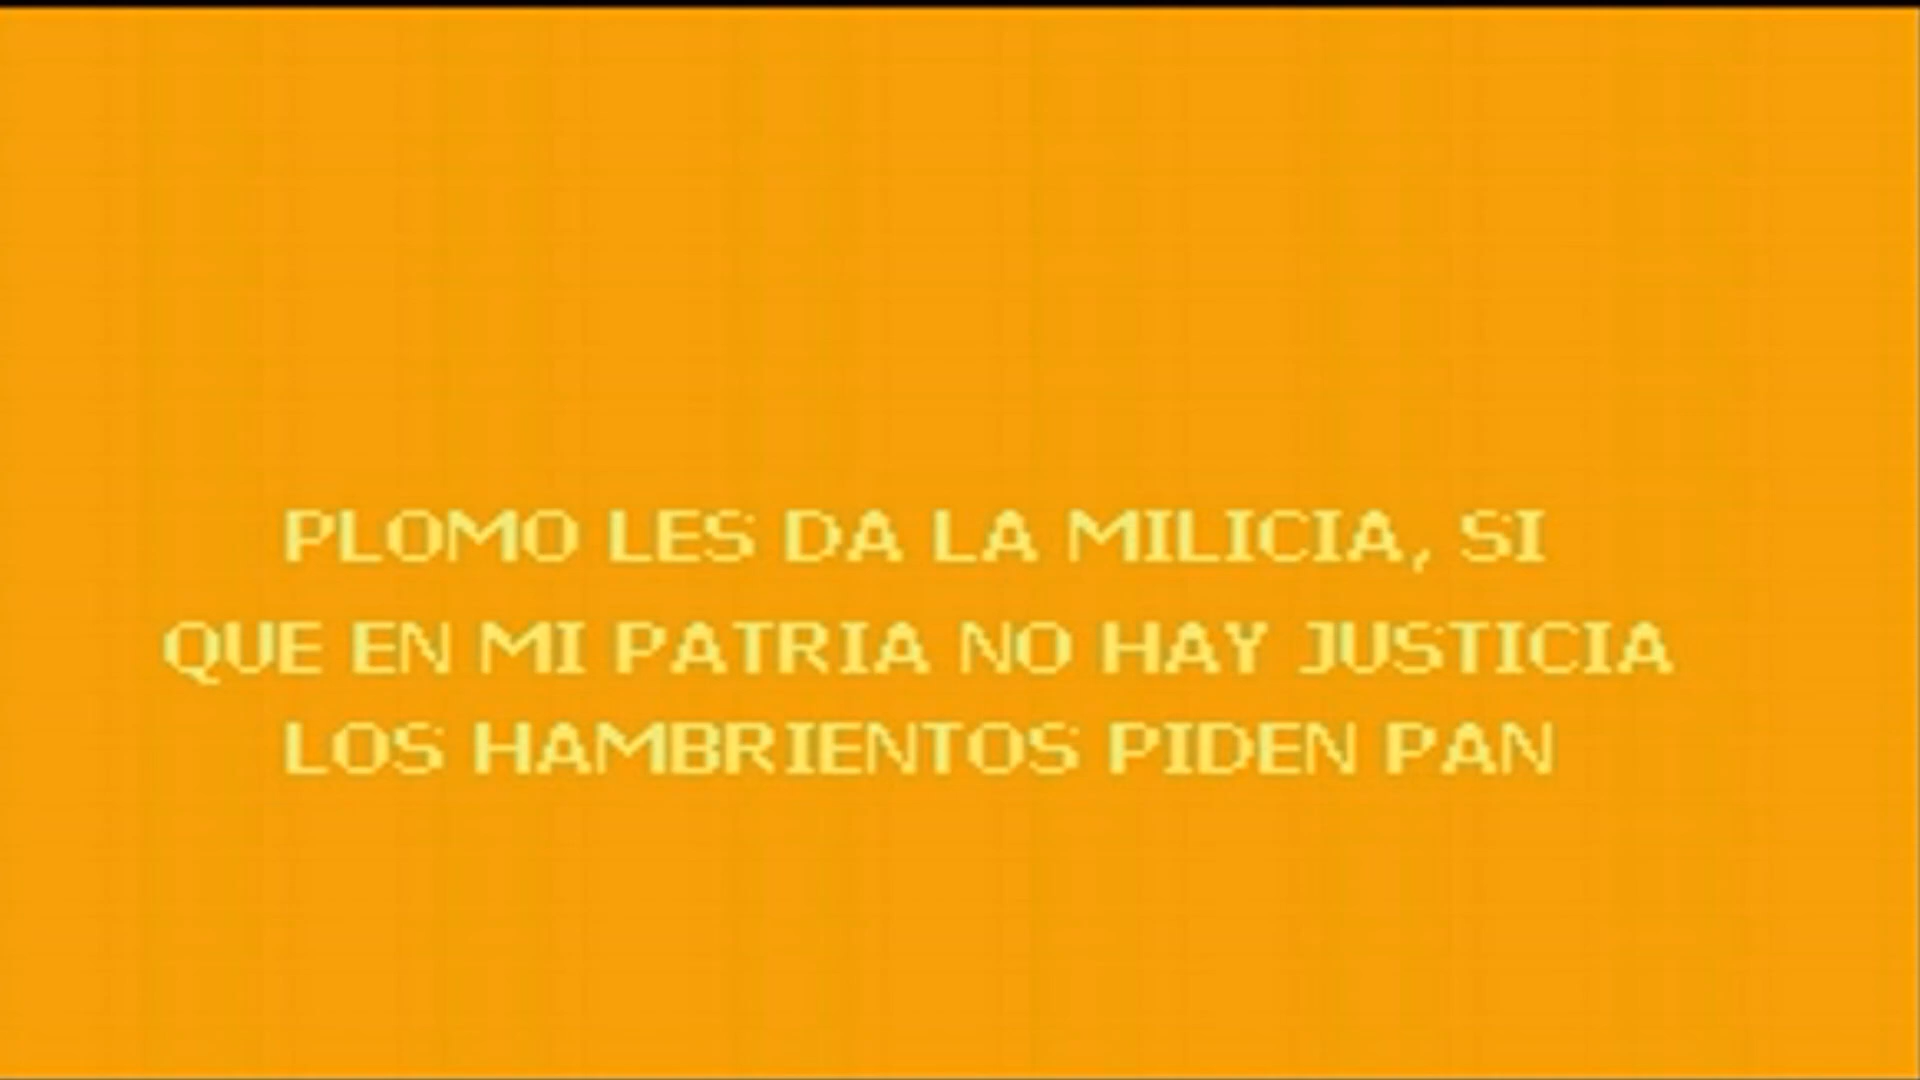 PLOMO LES DA LA MILICIA, SI
QUE EN MI PATRIA NO HAY JUSTICIA
LOS HAMBRIENTOS PIDEN PAN